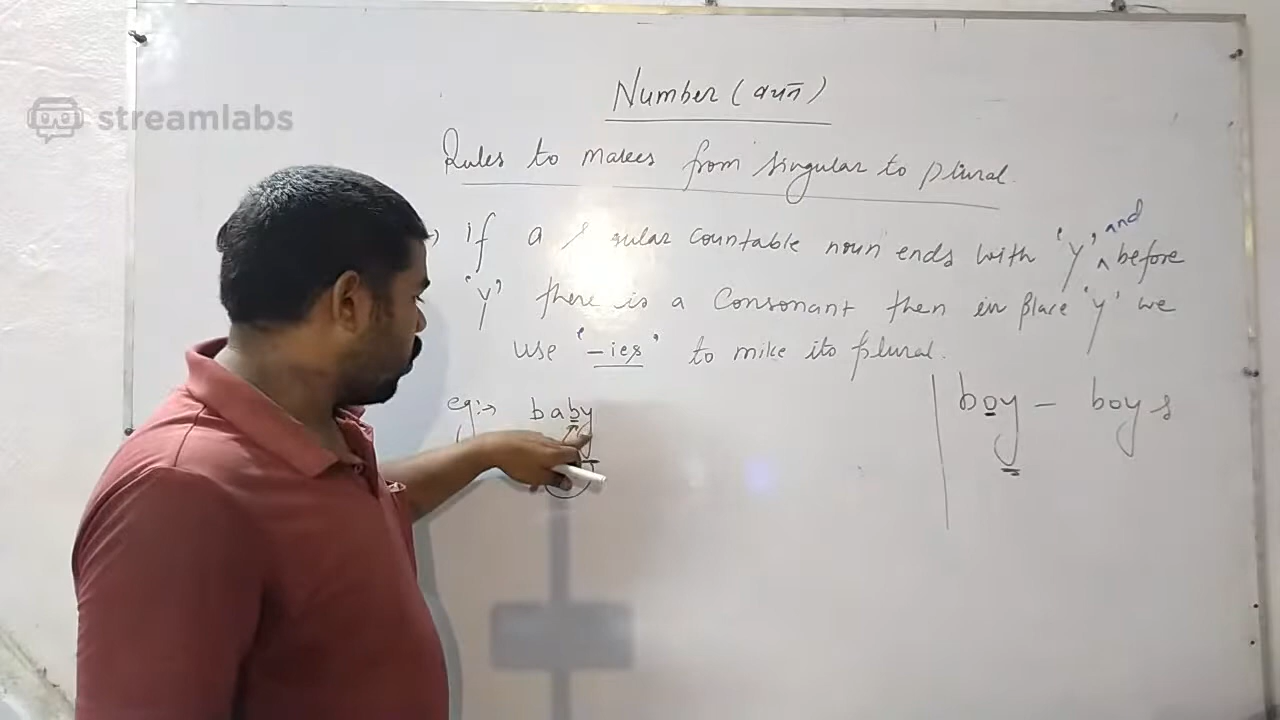 streamlabs
Number (वचन)
Rules to makes from singular to plural.
if a gular countable noun ends with 'y' and before
'y' there is a consonant then in place 'y' we
use '-ies' to make its plural.
eg:→ baby
boy - boys